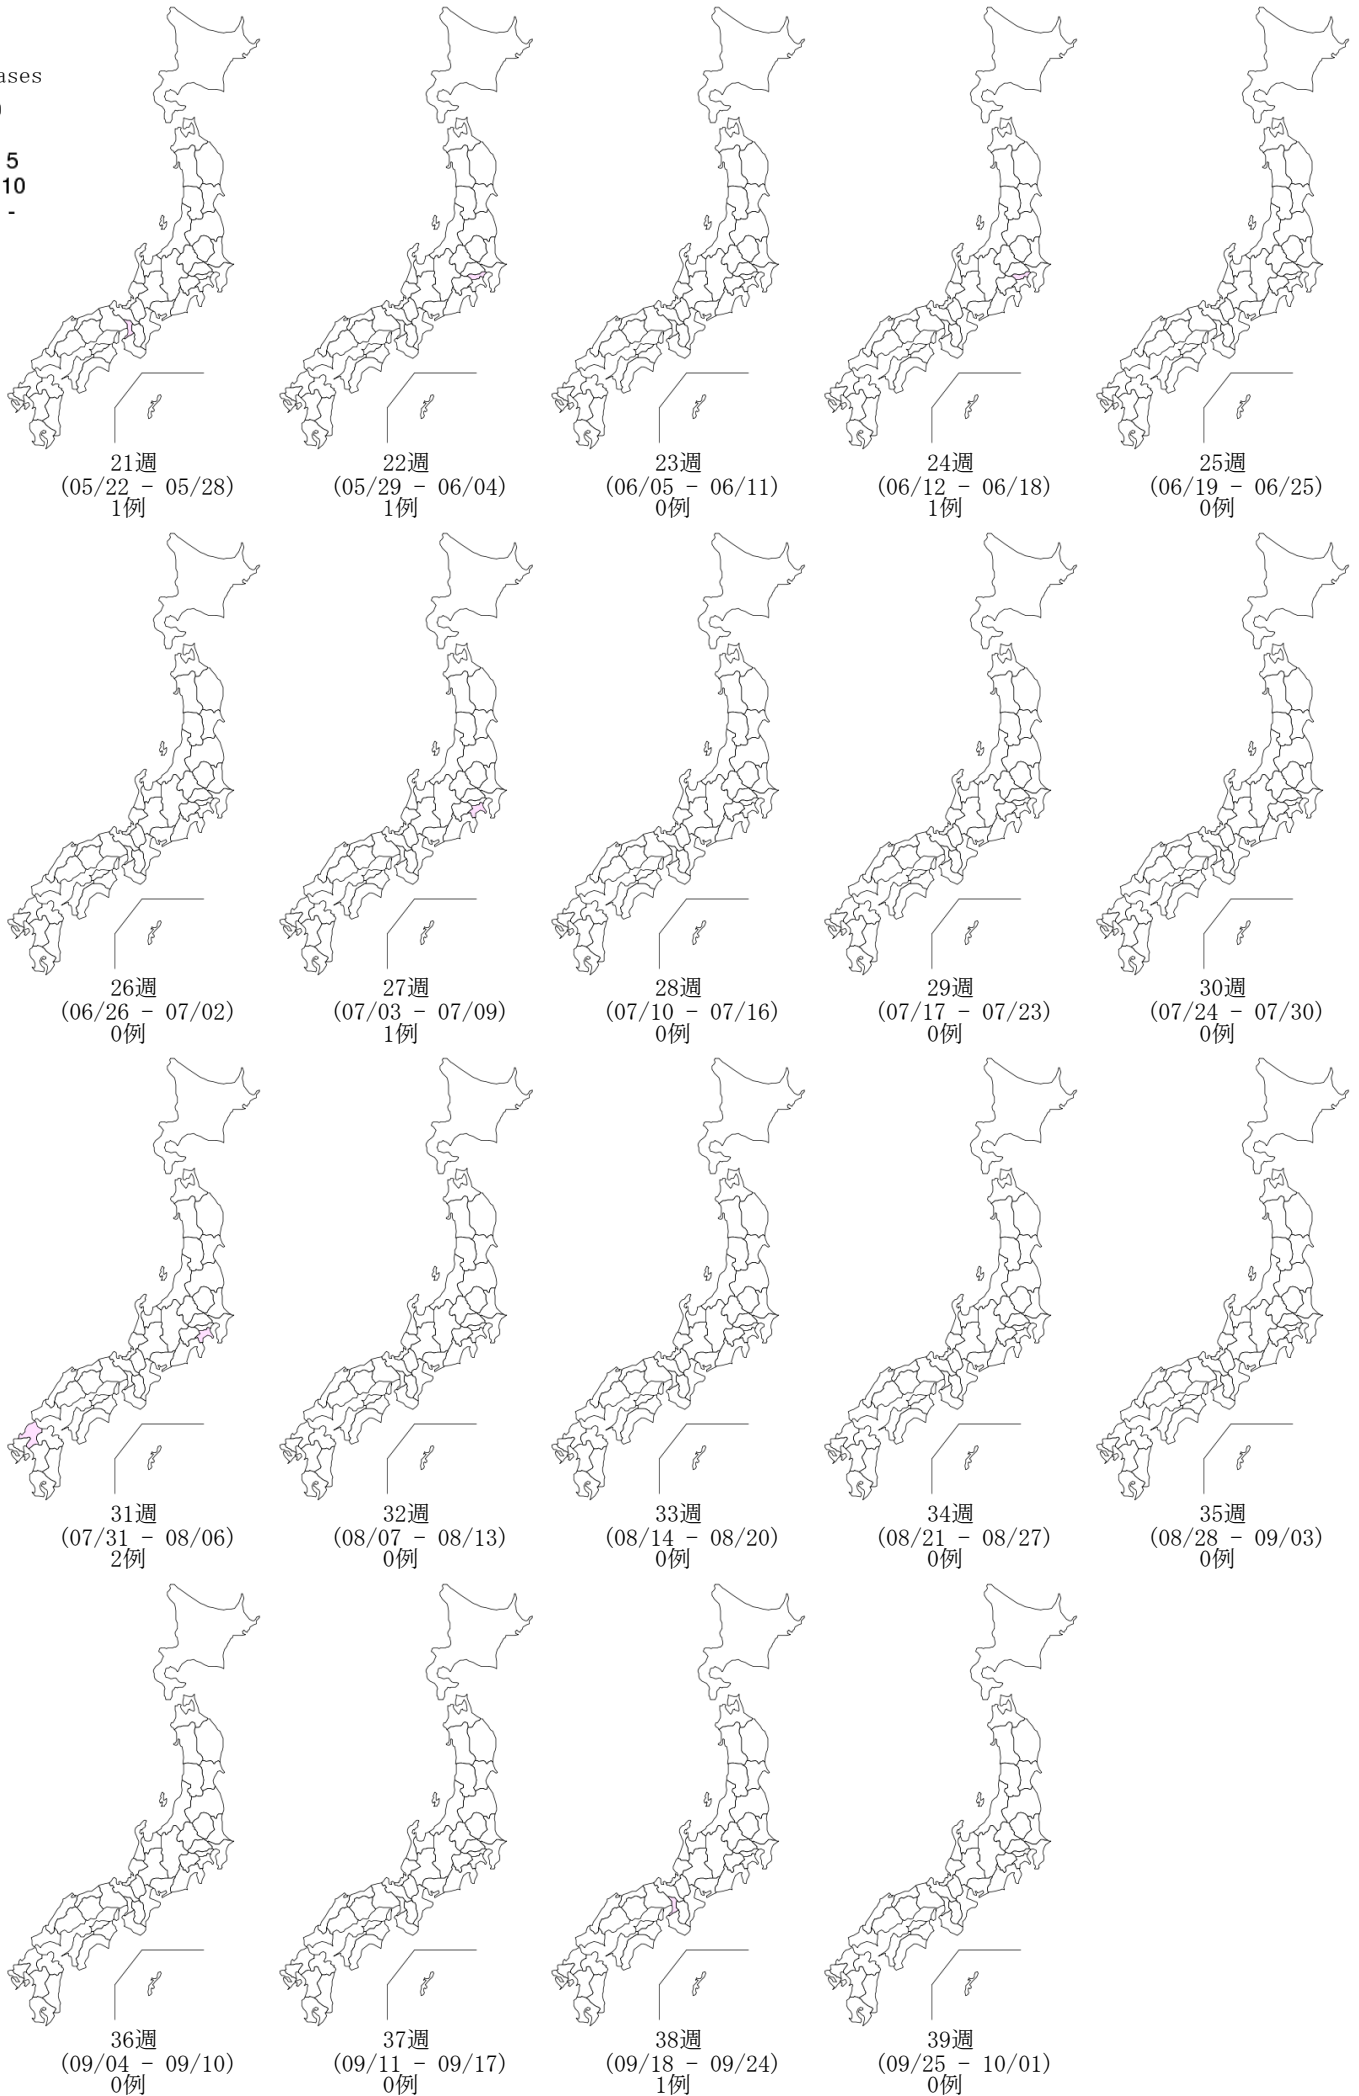 ases
5
10
-
21週
(05/22 - 05/28)
1例
22週
(05/29 - 06/04)
1例
23週
(06/05 - 06/11)
0例
24週
(06/12 - 06/18)
1例
25週
(06/19 - 06/25)
0例
26週
(06/26 - 07/02)
0例
27週
(07/03 - 07/09)
1例
28週
(07/10 - 07/16)
0例
29週
(07/17 - 07/23)
0例
30週
(07/24 - 07/30)
0例
31週
(07/31 - 08/06)
2例
32週
(08/07 - 08/13)
0例
33週
(08/14 - 08/20)
0例
34週
(08/21 - 08/27)
0例
35週
(08/28 - 09/03)
0例
36週
(09/04 - 09/10)
0例
37週
(09/11 - 09/17)
0例
38週
(09/18 - 09/24)
1例
39週
(09/25 - 10/01)
0例